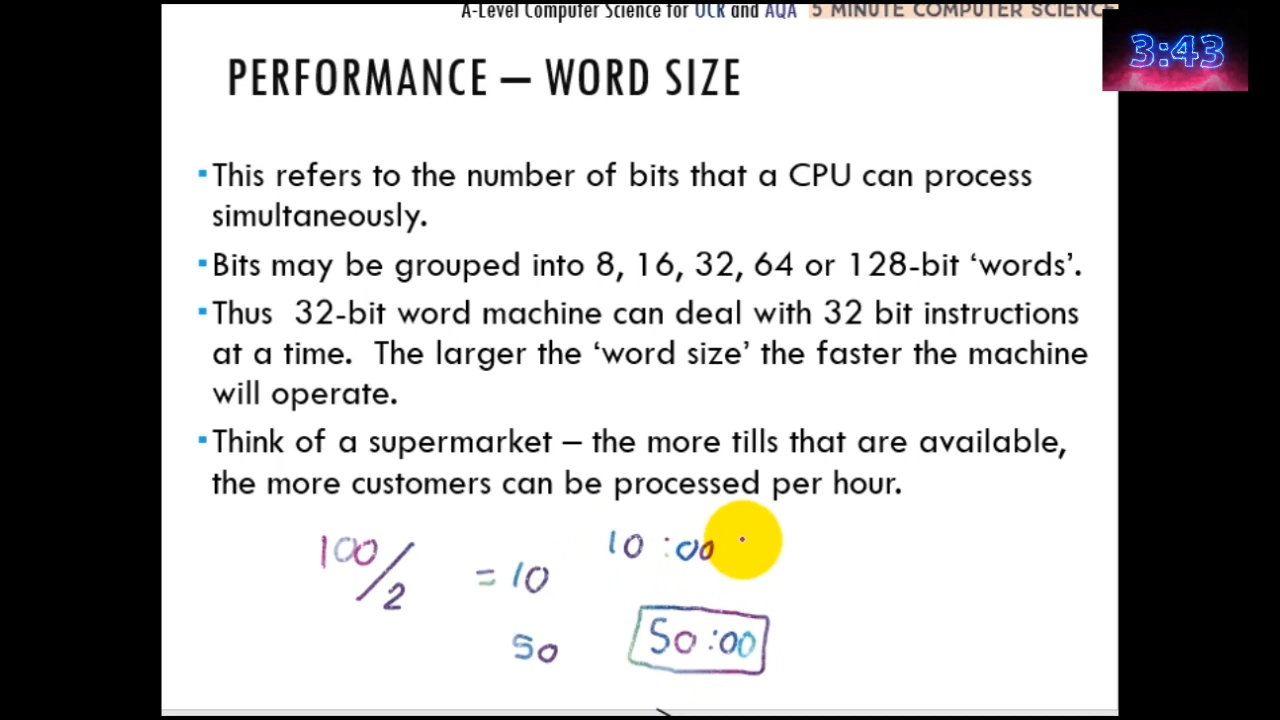 A-Level Computer Science for OCR and AQA 5 MINUTE COMPUTER SCIENCE
3:43
PERFORMANCE – WORD SIZE
▪This refers to the number of bits that a CPU can process
simultaneously.
▪Bits may be grouped into 8, 16, 32, 64 or 128-bit ‘words’.
▪Thus 32-bit word machine can deal with 32 bit instructions
at a time. The larger the ‘word size’ the faster the machine
will operate.
▪Think of a supermarket – the more tills that are available,
the more customers can be processed per hour.
100/2 = 10 10:00
50 50:00